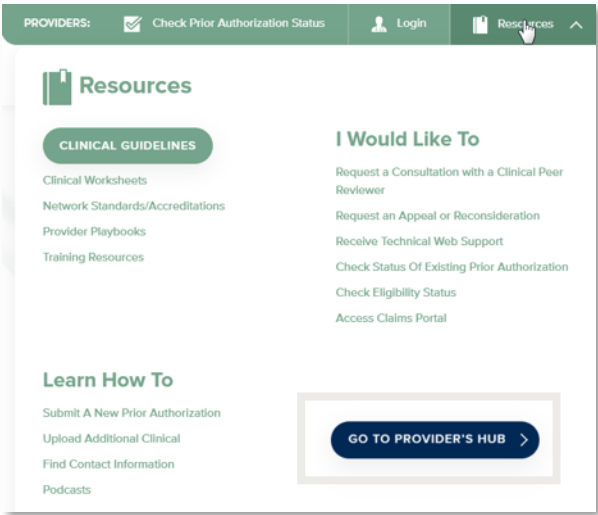 PROVIDERS:
Check Prior Authorization Status
Login
Resources
Resources
CLINICAL GUIDELINES
Clinical Worksheets
Network Standards/Accreditations
Provider Playbooks
Training Resources
I Would Like To
Request a Consultation with a Clinical Peer
Reviewer
Request an Appeal or Reconsideration
Receive Technical Web Support
Check Status Of Existing Prior Authorization
Check Eligibility Status
Access Claims Portal
Learn How To
Submit A New Prior Authorization
Upload Additional Clinical
Find Contact Information
Podcasts
GO TO PROVIDER'S HUB